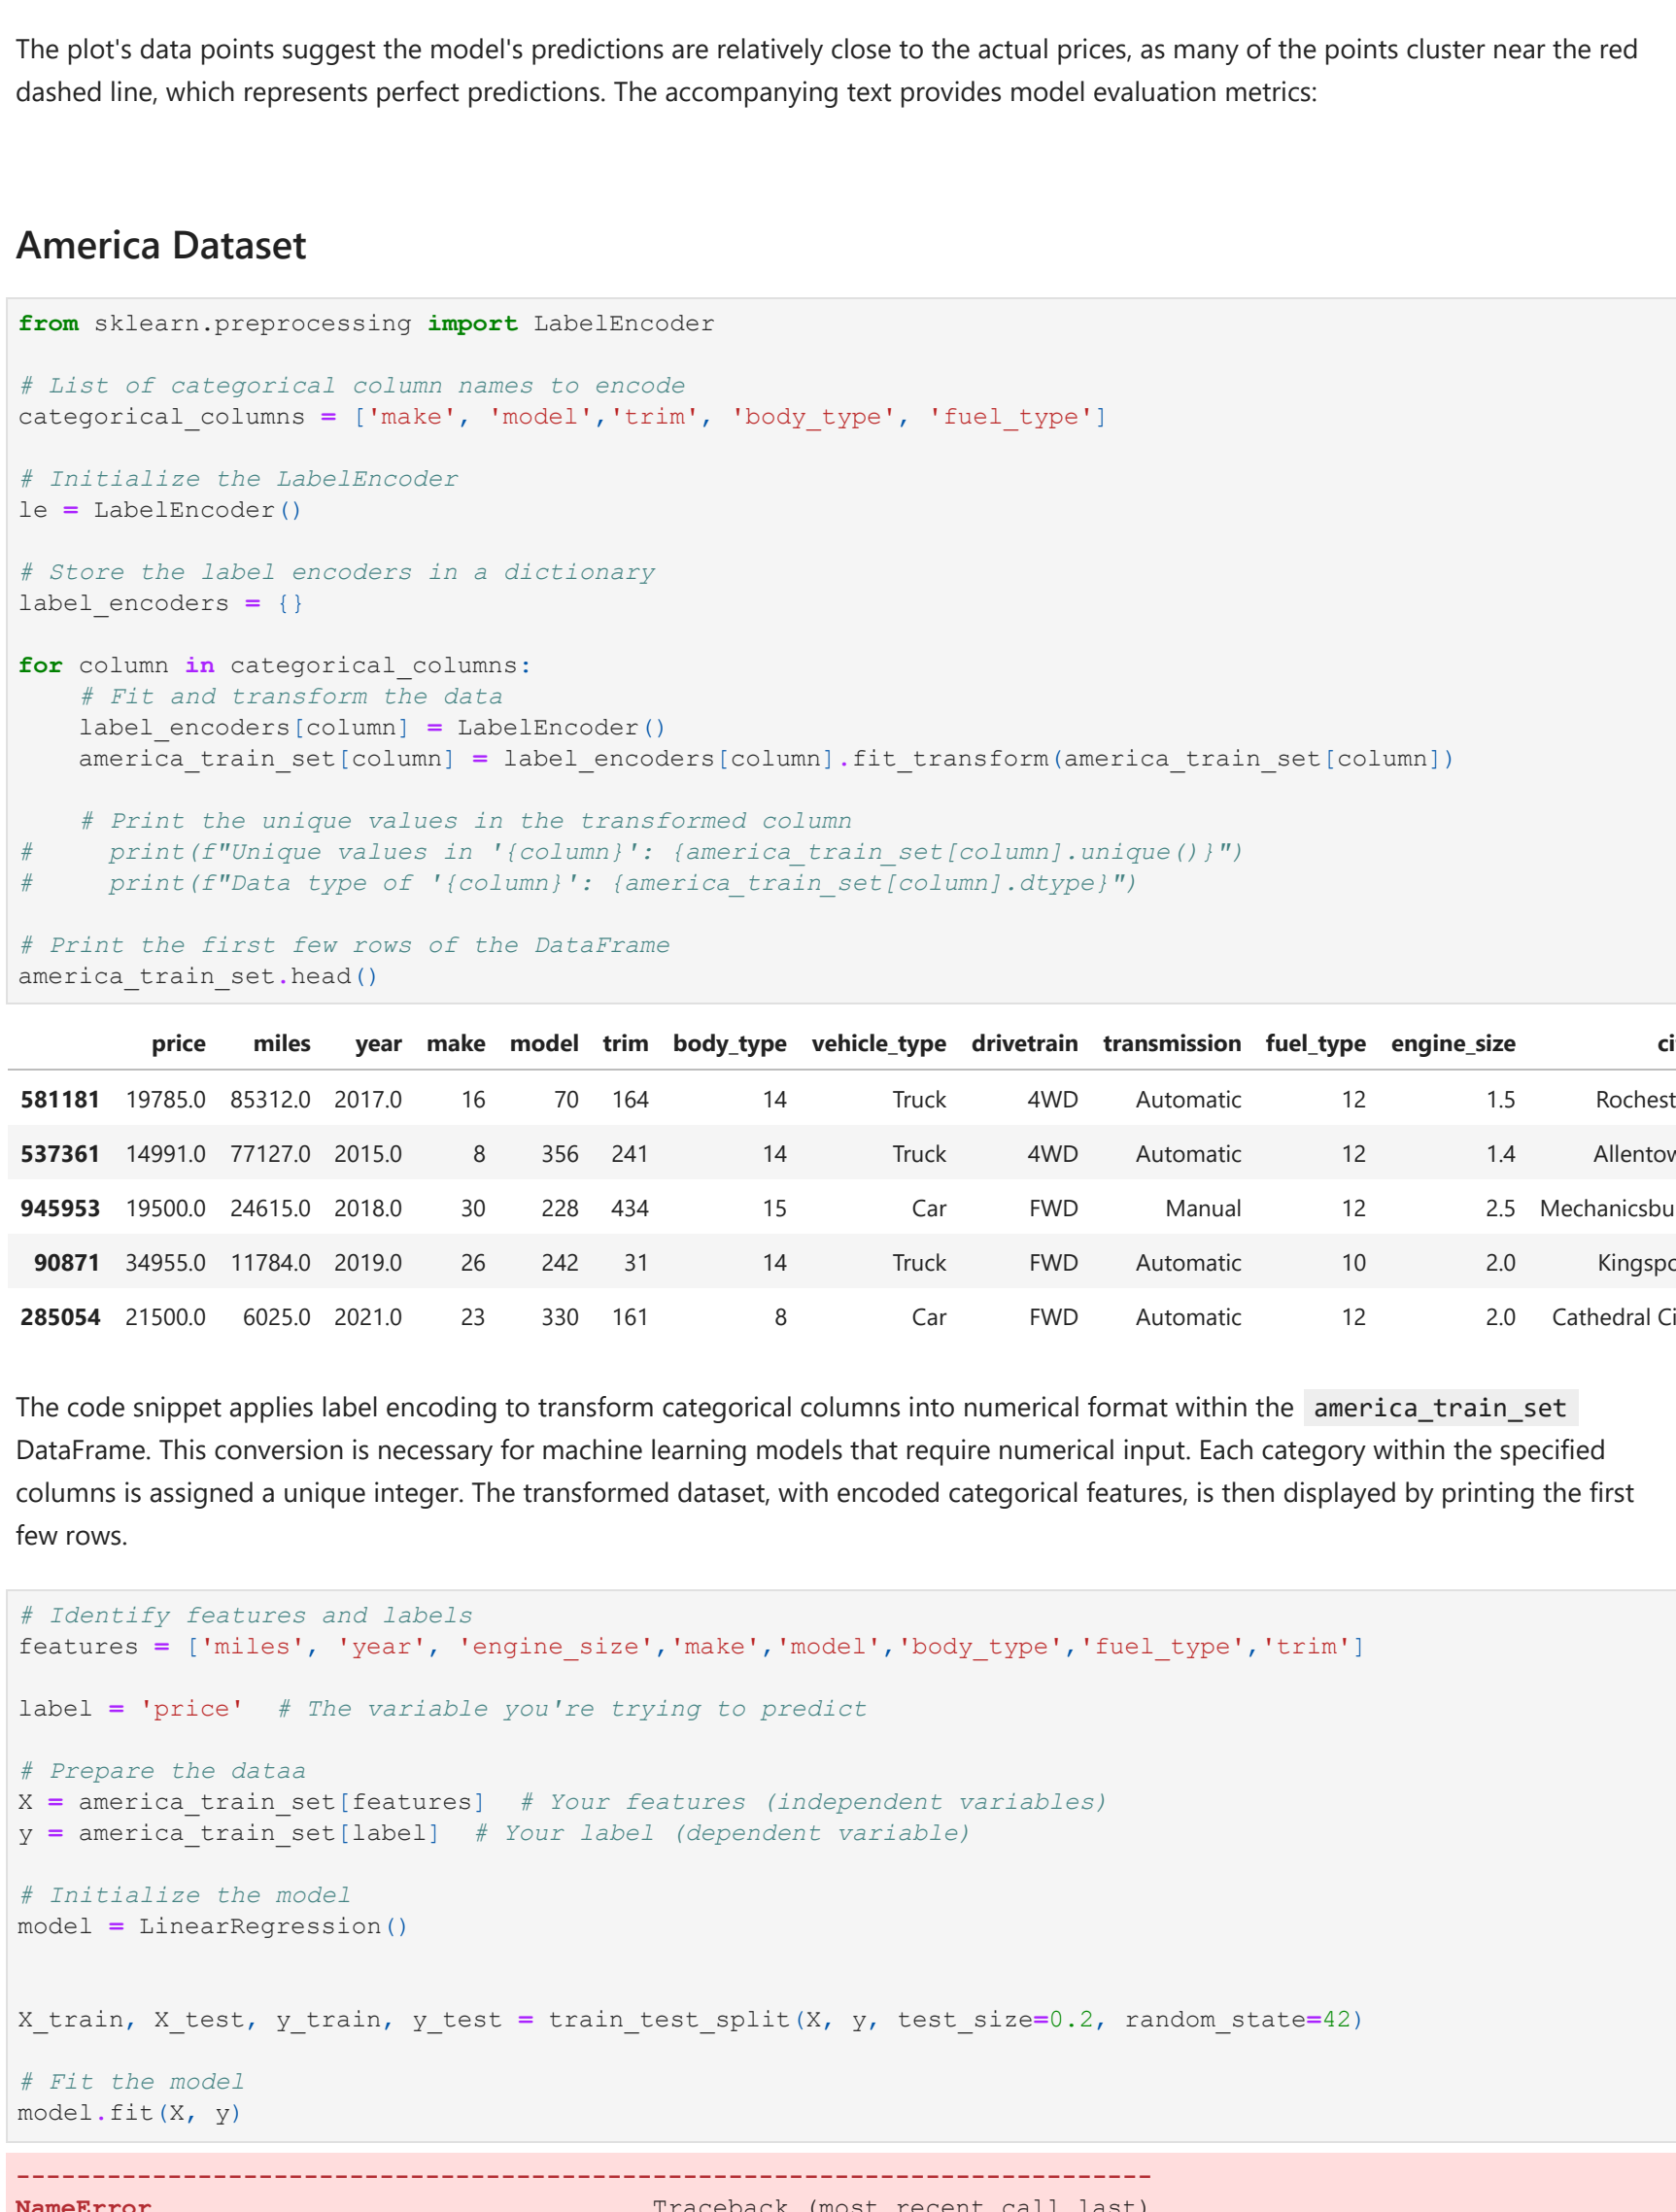 The plot's data points suggest the model's predictions are relatively close to the actual prices, as many of the points cluster near the red
dashed line, which represents perfect predictions. The accompanying text provides model evaluation metrics:
America Dataset
from sklearn.preprocessing import LabelEncoder
# List of categorical column names to encode
categorical_columns = ['make', 'model','trim', 'body_type', 'fuel_type']
# Initialize the LabelEncoder
le = LabelEncoder()
# Store the label encoders in a dictionary
label_encoders = {}
for column in categorical_columns:
    # Fit and transform the data
    label_encoders[column] = LabelEncoder()
    america_train_set[column] = label_encoders[column].fit_transform(america_train_set[column])
    # Print the unique values in the transformed column
#     print(f"Unique values in '{column}': {america_train_set[column].unique()}")
#     print(f"Data type of '{column}': {america_train_set[column].dtype}")
# Print the first few rows of the DataFrame
america_train_set.head()
price miles year make model trim body_type vehicle_type drivetrain transmission fuel_type engine_size ci
581181 19785.0 85312.0 2017.0 16 70 164 14 Truck 4WD Automatic 12 1.5 Rochest
537361 14991.0 77127.0 2015.0 8 356 241 14 Truck 4WD Automatic 12 1.4 Allentow
945953 19500.0 24615.0 2018.0 30 228 434 15 Car FWD Manual 12 2.5 Mechanicsbu
90871 34955.0 11784.0 2019.0 26 242 31 14 Truck FWD Automatic 10 2.0 Kingspo
285054 21500.0 6025.0 2021.0 23 330 161 8 Car FWD Automatic 12 2.0 Cathedral Ci
The code snippet applies label encoding to transform categorical columns into numerical format within the america_train_set
DataFrame. This conversion is necessary for machine learning models that require numerical input. Each category within the specified
columns is assigned a unique integer. The transformed dataset, with encoded categorical features, is then displayed by printing the first
few rows.
# Identify features and labels
features = ['miles', 'year', 'engine_size','make','model','body_type','fuel_type','trim']
label = 'price'  # The variable you're trying to predict
# Prepare the dataa
X = america_train_set[features]  # Your features (independent variables)
y = america_train_set[label]  # Your label (dependent variable)
# Initialize the model
model = LinearRegression()
X_train, X_test, y_train, y_test = train_test_split(X, y, test_size=0.2, random_state=42)
# Fit the model
model.fit(X, y)
---------------------------------------------------------------------------
NameError                                 Traceback (most recent call last)